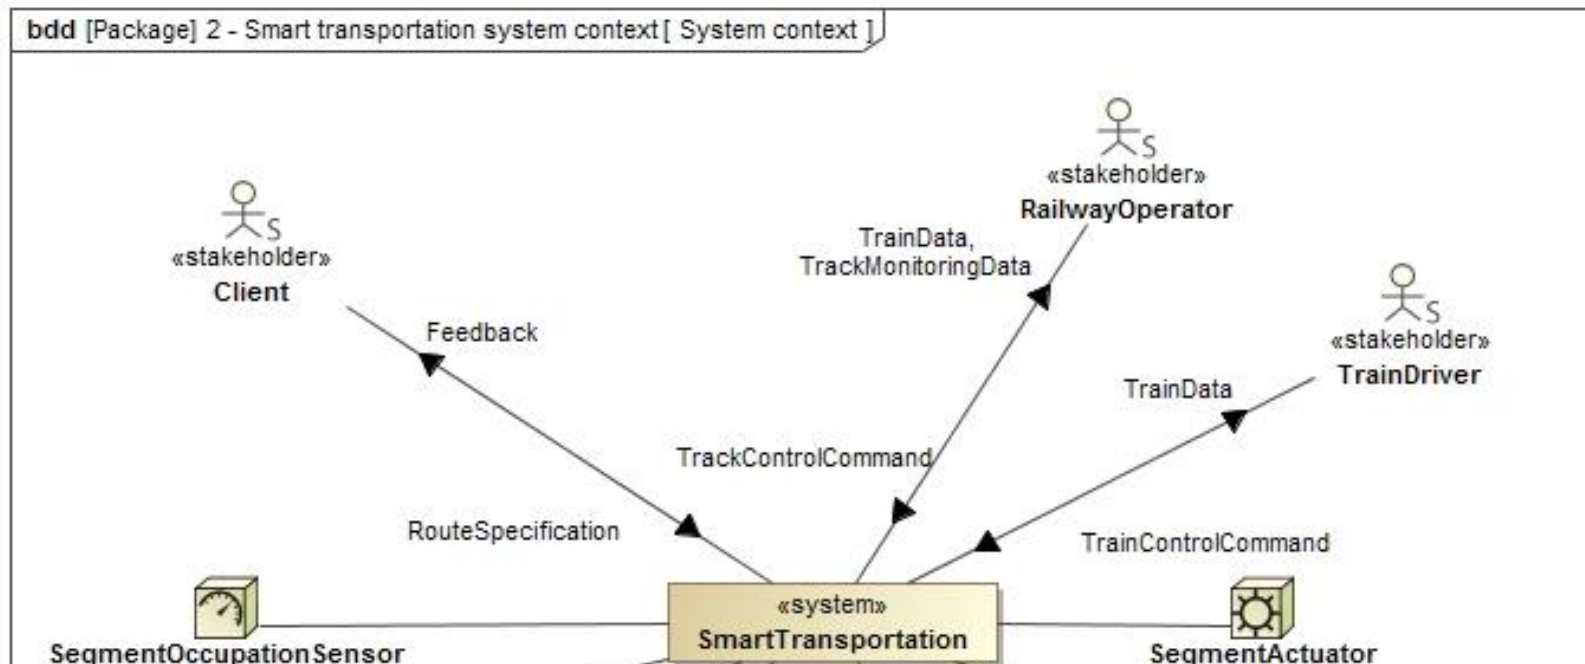 bdd [Package] 2 - Smart transportation system context [ System context ]
S
«stakeholder»
RailwayOperator
S
«stakeholder»
Client
TrainData,
TrackMonitoringData
S
«stakeholder»
TrainDriver
Feedback
TrainData
TrackControlCommand
RouteSpecification
TrainControlCommand
«system»
SmartTransportation
SegmentOccupationSensor
SegmentActuator